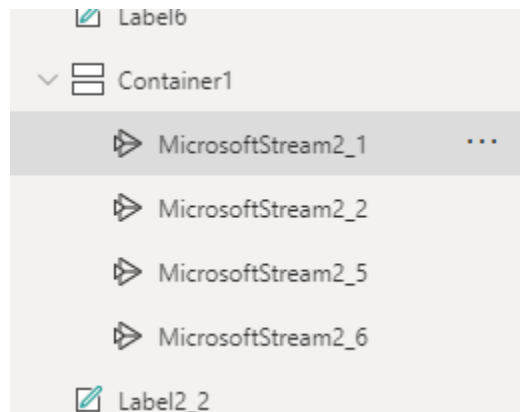 Label6
Container1
MicrosoftStream2_1
MicrosoftStream2_2
MicrosoftStream2_5
MicrosoftStream2_6
Label2_2